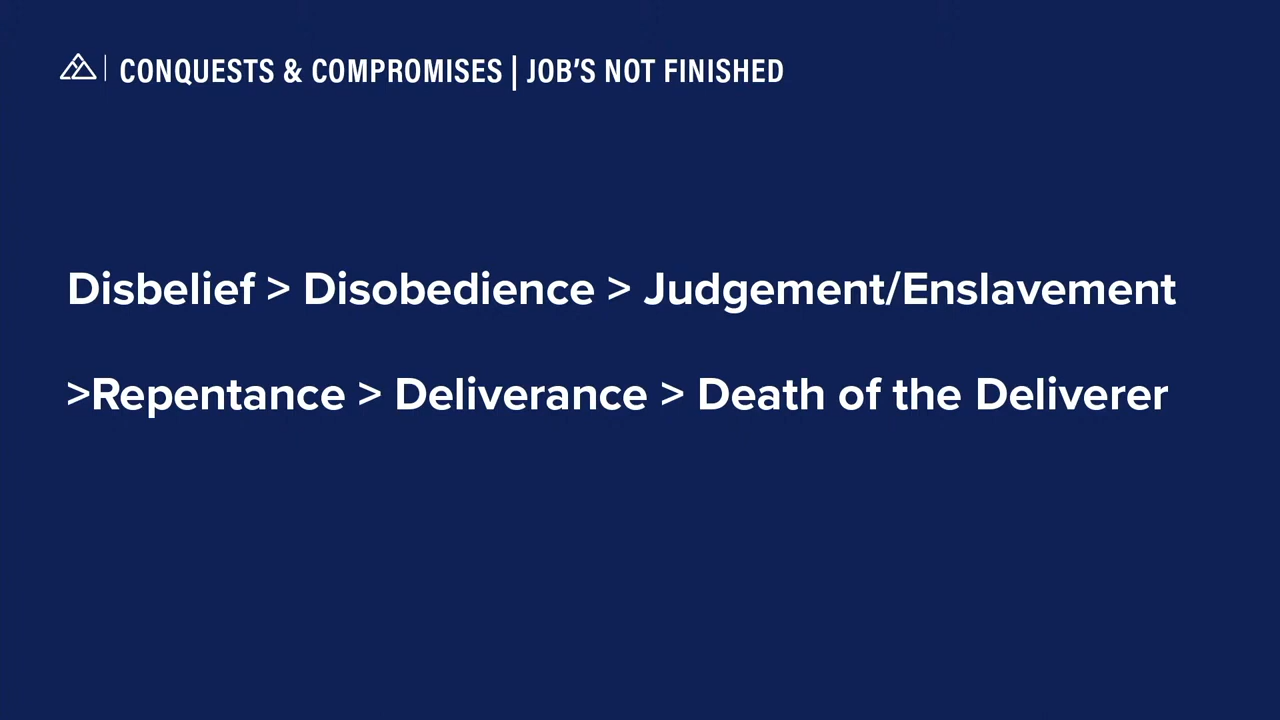 CONQUESTS & COMPROMISES | JOB'S NOT FINISHED
Disbelief > Disobedience > Judgement/Enslavement
>Repentance > Deliverance > Death of the Deliverer